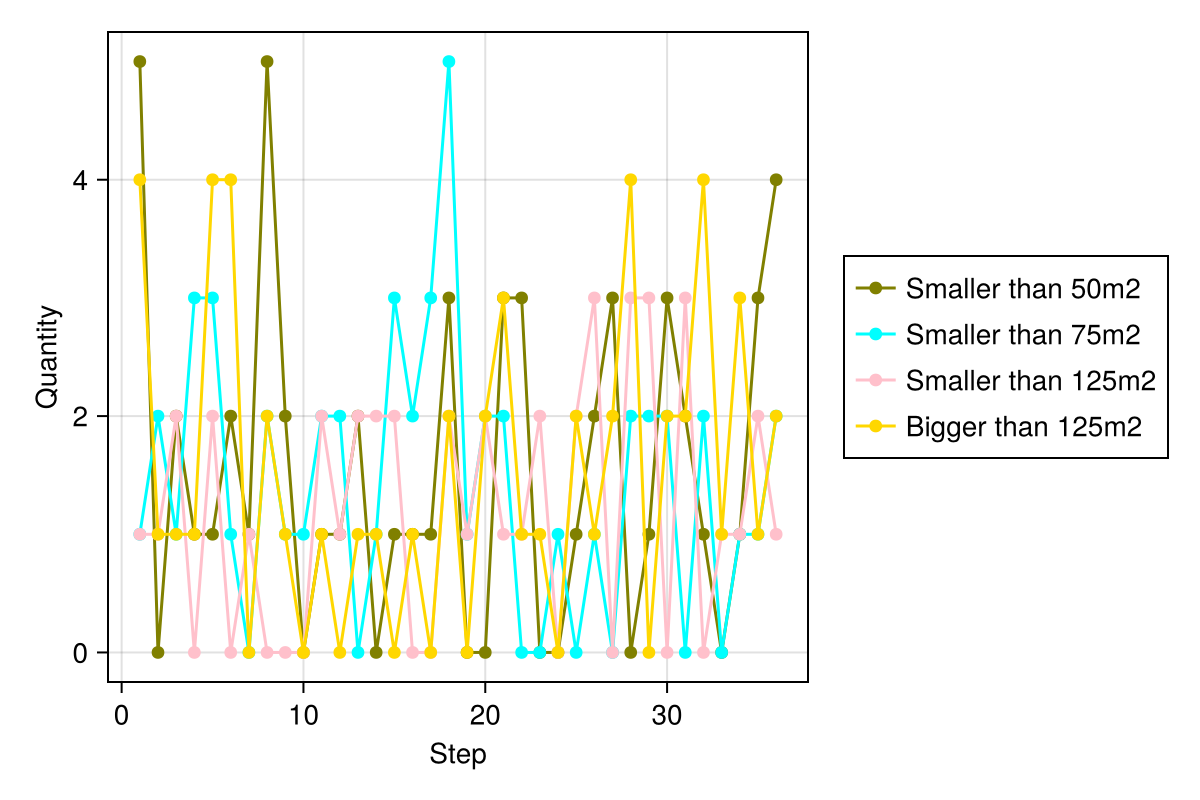 4
2
0
Quantity
0
10
20
30
Step
Smaller than 50m2
Smaller than 75m2
Smaller than 125m2
Bigger than 125m2